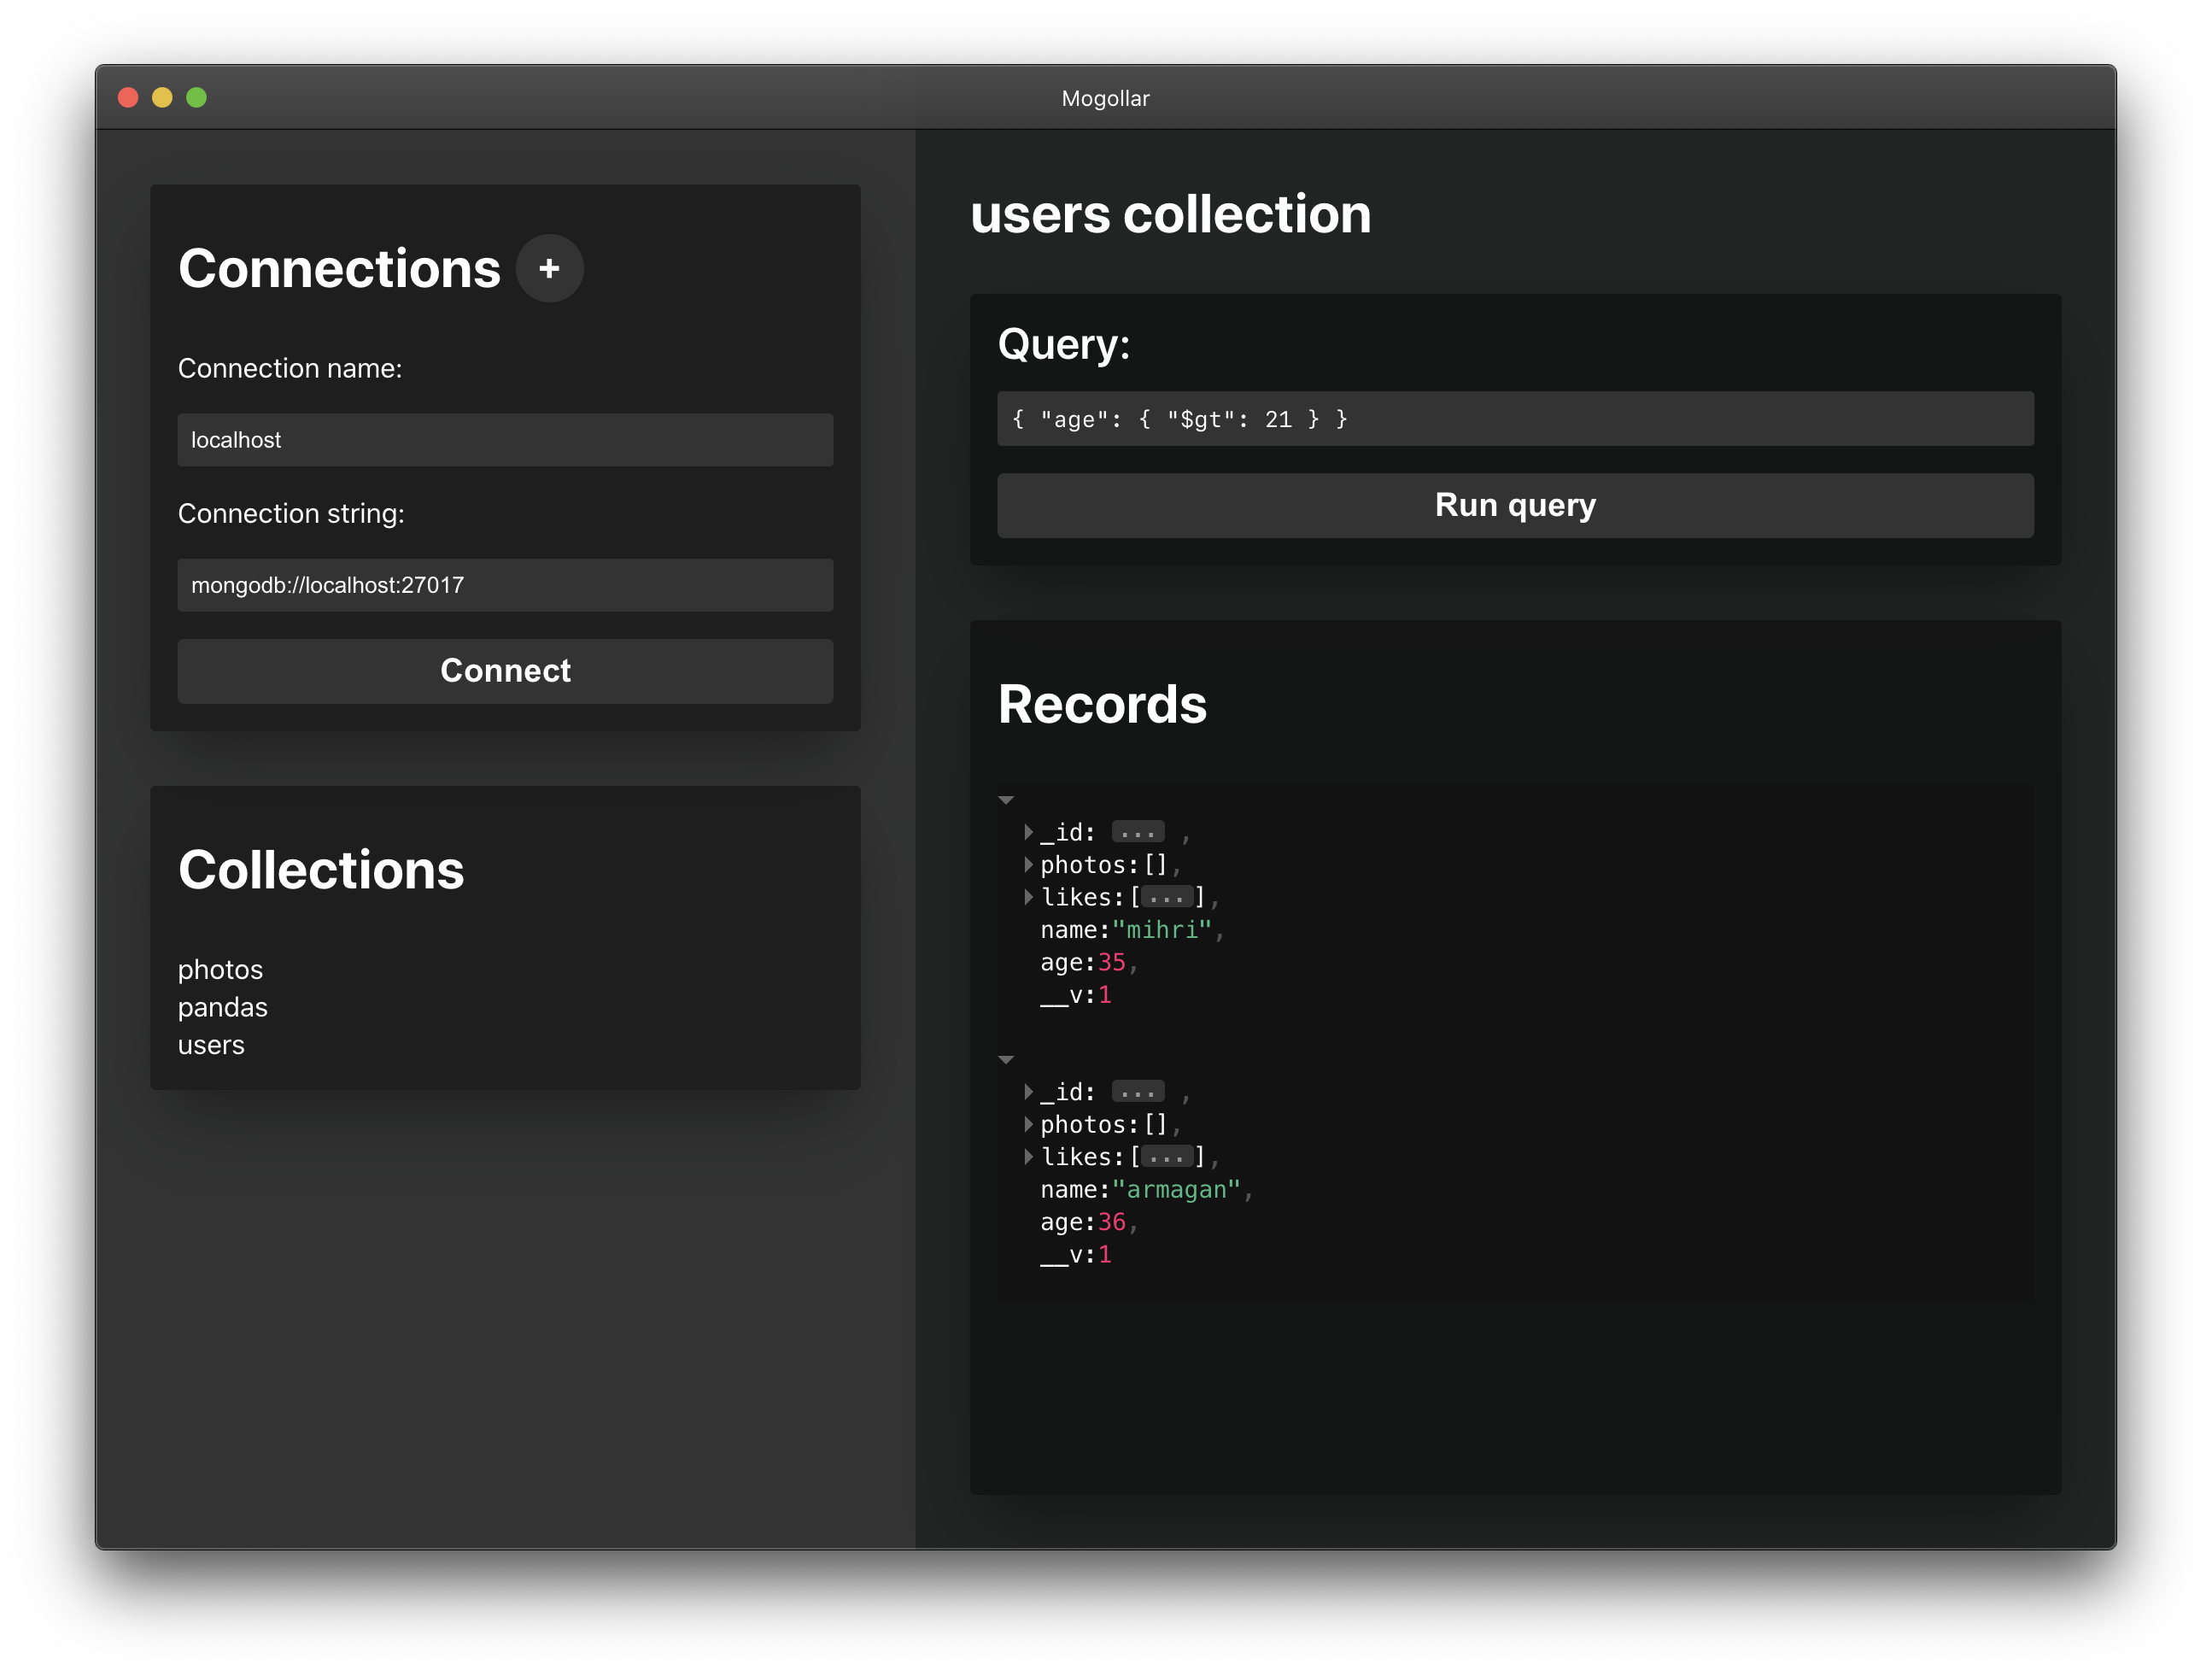 Mogollar
Connections +
Connection name:
localhost
Connection string:
mongodb://localhost:27017
Connect
Collections
photos
pandas
users
users collection
Query:
{ "age": { "$gt": 21 } }
Run query
Records
_id: ... ,
photos:[],
likes:[...],
name:"mihri",
age:35,
__v:1
_id: ... ,
photos:[],
likes:[...],
name:"armagan",
age:36,
__v:1